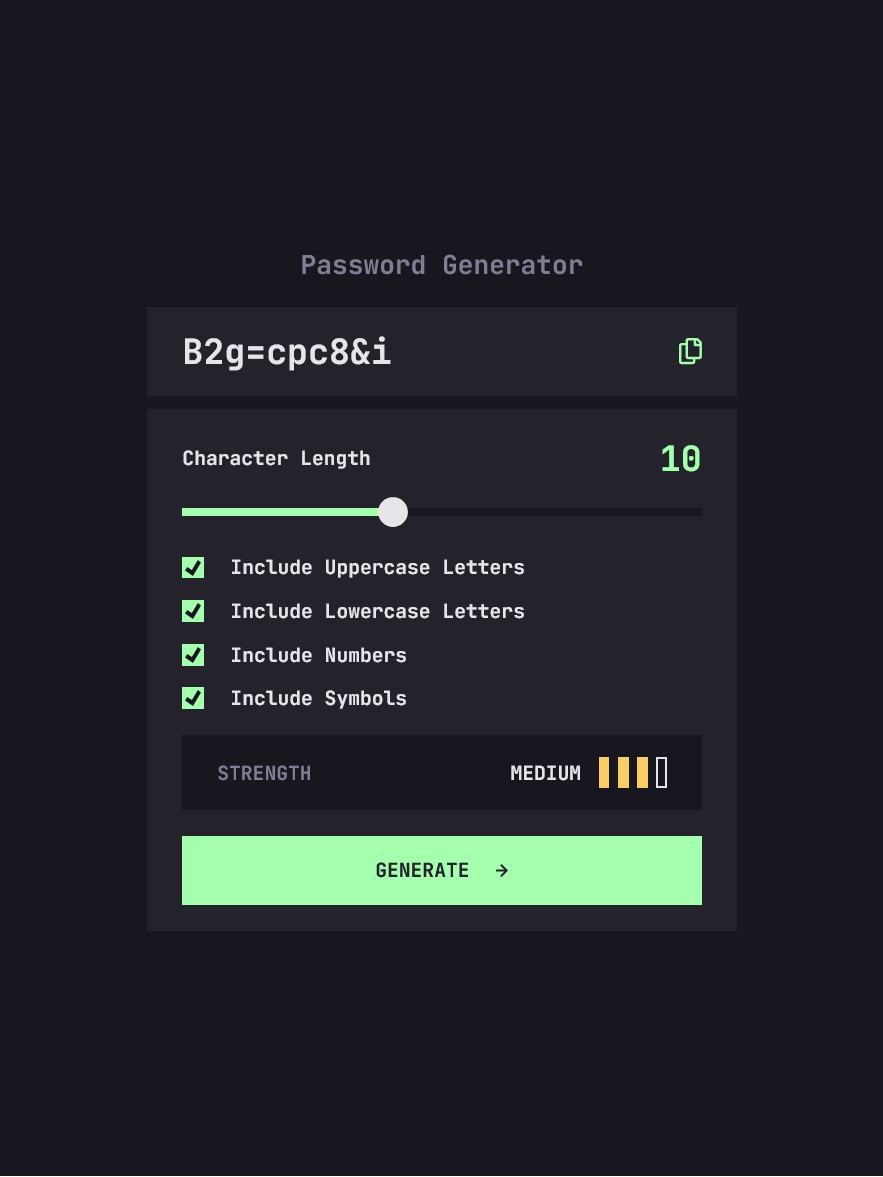 Password Generator
B2g=cpc8&i
Character Length 10
Include Uppercase Letters
Include Lowercase Letters
Include Numbers
Include Symbols
STRENGTH MEDIUM
GENERATE →